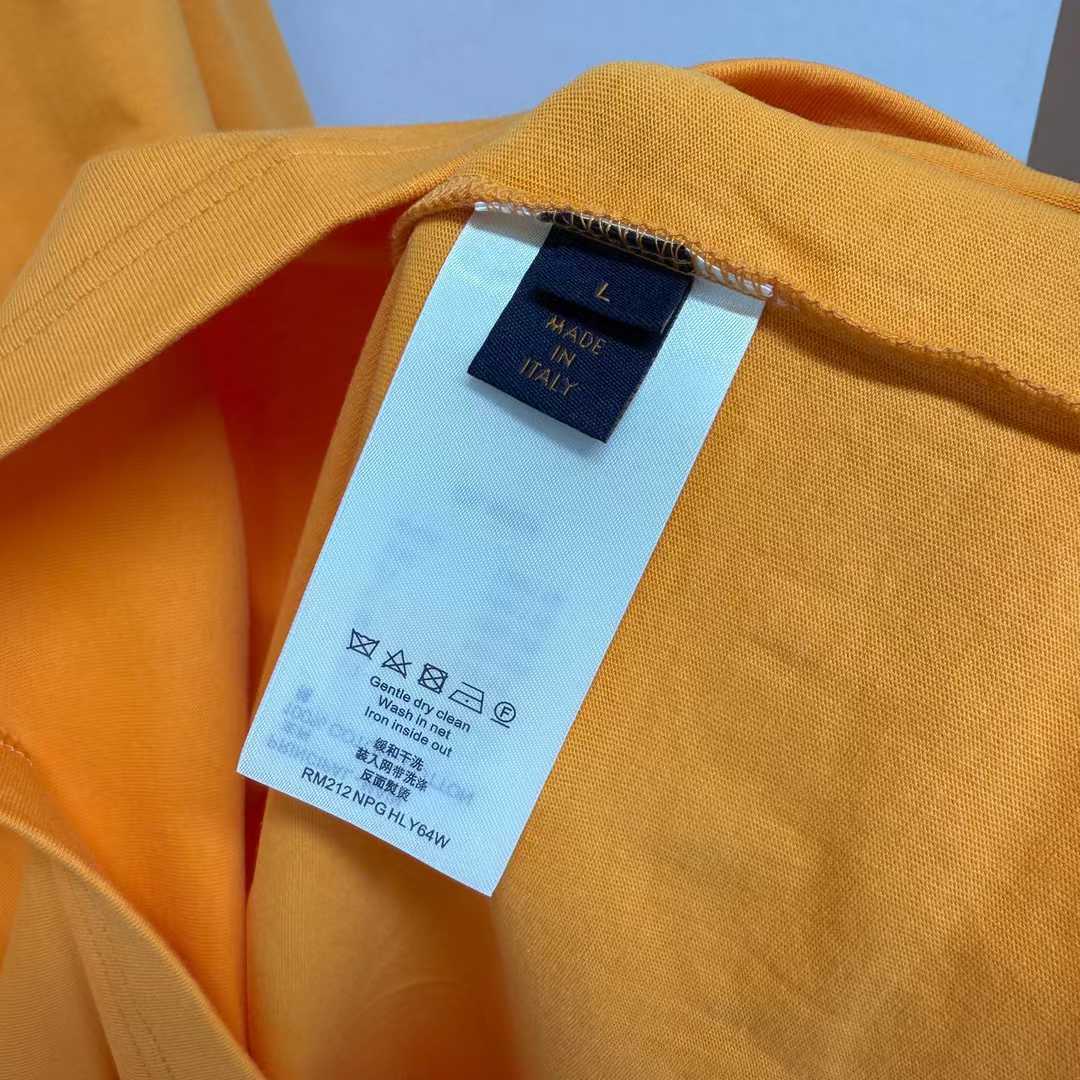 L
MADE
IN
ITALY
F
Gentle dry clean
Wash in net
Iron inside out
缓和干洗
装入网带洗涤
反面熨烫
RM212 NPG HLY64W